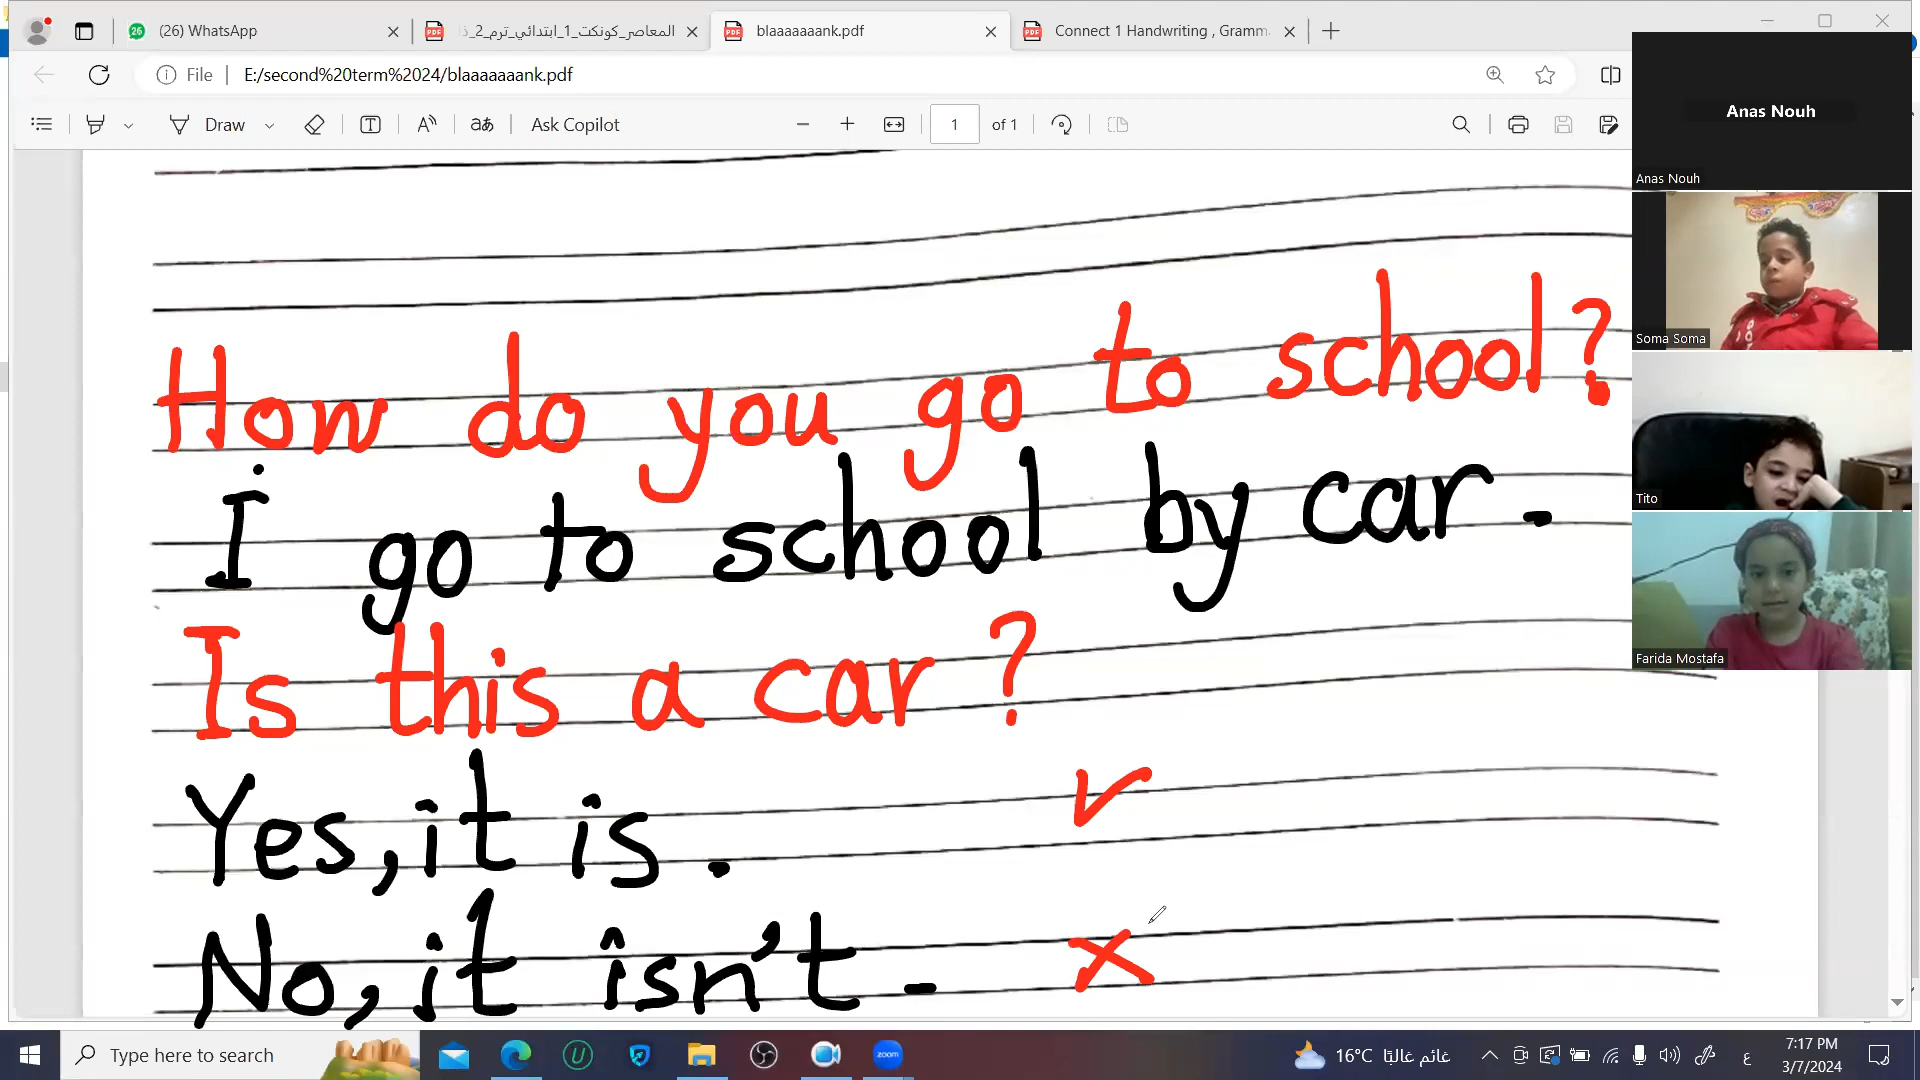 (26) WhatsApp
المعاصر_كونكت_1_ابتدائي_ترم_2_ذا
blaaaaaaank.pdf
Connect 1 Handwriting , Gramm
File
E:/second%20term%2024/blaaaaaaank.pdf
Draw
Ask Copilot
1 of 1
Anas Nouh
Anas Nouh
Soma Soma
Tito
Farida Mostafa
How do you go to school?
I go to school by car.
Is this a car?
Yes, it is.
No, it isn't.
Type here to search
zoom
16°C غائم غالبًا
ع
7:17 PM
3/7/2024